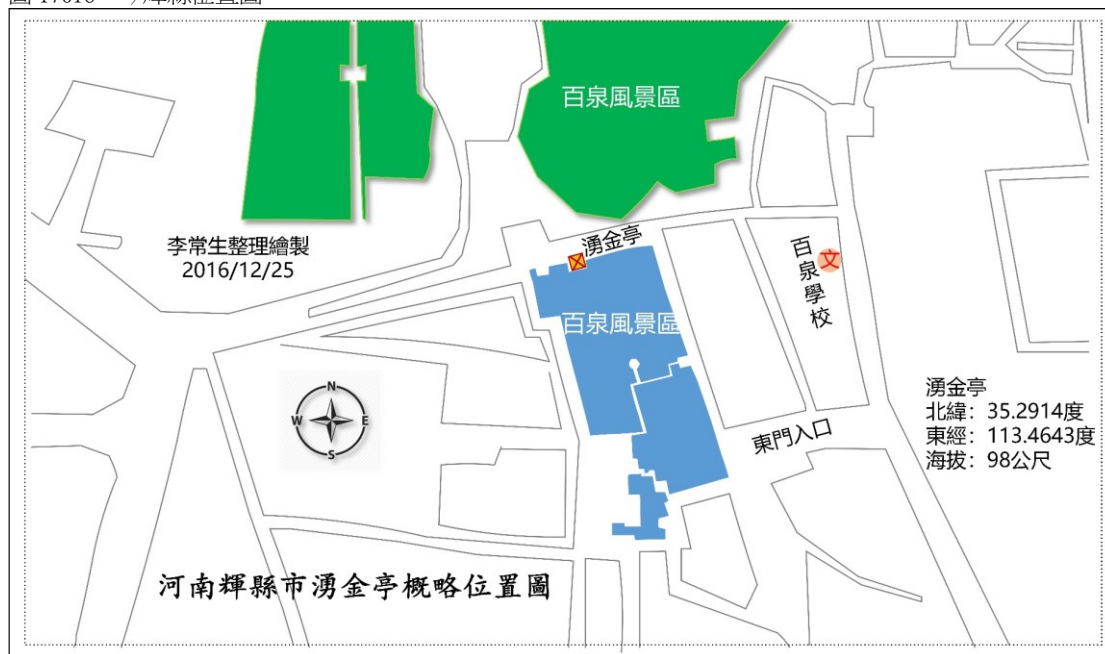 百泉風景區
李常生整理繪製
2016/12/25
湧金亭
百泉學校
文
百泉風景區
N
W
E
S
湧金亭
北緯：35.2914度
東經：113.4643度
海拔：98公尺
東門入口
河南輝縣市湧金亭概略位置圖